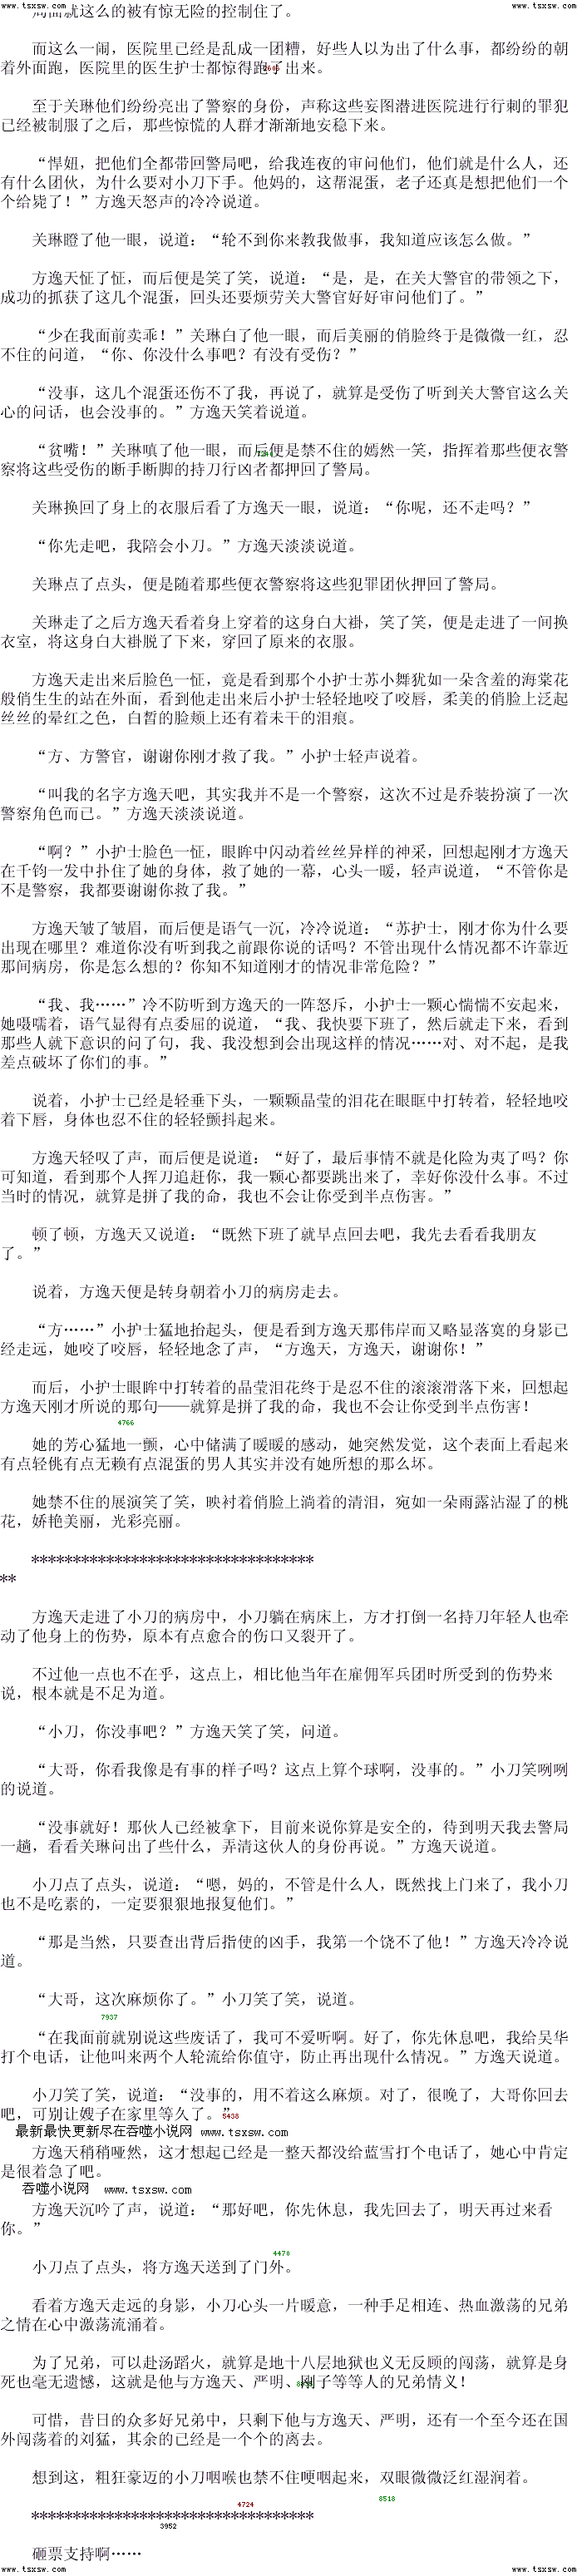 www.tsxsw.com www.tsxsw.com
局面就这么的被有惊无险的控制住了。
而这么一闹，医院里已经是乱成一团糟，好些人以为出了什么事，都纷纷的朝
着外面跑，医院里的医生护士都惊得跑了出来。
至于关琳他们纷纷亮出了警察的身份，声称这些妄图潜进医院进行行刺的罪犯
已经被制服了之后，那些惊慌的人群才渐渐地安稳下来。
“悍妞，把他们全都带回警局吧，给我连夜的审问他们，他们就是什么人，还
有什么团伙，为什么要对小刀下手。他妈的，这帮混蛋，老子还真是想把他们一个
个给毙了！”方逸天怒声的冷冷说道。
关琳瞪了他一眼，说道：“轮不到你来教我做事，我知道应该怎么做。”
方逸天怔了怔，而后便是笑了笑，说道：“是，是，在关大警官的带领之下，
成功的抓获了这几个混蛋，回头还要烦劳关大警官好好审问他们了。”
“少在我面前卖乖！”关琳白了他一眼，而后美丽的俏脸终于是微微一红，忍
不住的问道，“你、你没什么事吧？有没有受伤？”
“没事，这几个混蛋还伤不了我，再说了，就算是受伤了听到关大警官这么关
心的问话，也会没事的。”方逸天笑着说道。
“贫嘴！”关琳嗔了他一眼，而后便是禁不住的嫣然一笑，指挥着那些便衣警
察将这些受伤的断手断脚的持刀行凶者都押回了警局。
关琳换回了身上的衣服后看了方逸天一眼，说道：“你呢，还不走吗？”
“你先走吧，我陪会小刀。”方逸天淡淡说道。
关琳点了点头，便是随着那些便衣警察将这些犯罪团伙押回了警局。
关琳走了之后方逸天看着身上穿着的这身白大褂，笑了笑，便是走进了一间换
衣室，将这身白大褂脱了下来，穿回了原来的衣服。
方逸天走出来后脸色一怔，竟是看到那个小护士苏小舞犹如一朵含羞的海棠花
般俏生生的站在外面，看到他走出来后小护士轻轻地咬了咬唇，柔美的俏脸上泛起
丝丝的晕红之色，白皙的脸颊上还有着未干的泪痕。
“方、方警官，谢谢你刚才救了我。”小护士轻声说着。
“叫我的名字方逸天吧，其实我并不是一个警察，这次不过是乔装扮演了一次
警察角色而已。”方逸天淡淡说道。
“啊？”小护士脸色一怔，眼眸中闪动着丝丝异样的神采，回想起刚才方逸天
在千钧一发中扑住了她的身体，救了她的一幕，心头一暖，轻声说道，“不管你是
不是警察，我都要谢谢你救了我。”
方逸天皱了皱眉，而后便是语气一沉，冷冷说道：“苏护士，刚才你为什么要
出现在哪里？难道你没有听到我之前跟你说的话吗？不管出现什么情况都不许靠近
那间病房，你是怎么想的？你知不知道刚才的情况非常危险？”
“我、我……”冷不防听到方逸天的一阵怒斥，小护士一颗心惴惴不安起来，
她嗫嚅着，语气显得有点委屈的说道，“我、我快要下班了，然后就走下来，看到
那些人就下意识的问了句，我、我没想到会出现这样的情况……对、对不起，是我
差点破坏了你们的事。”
说着，小护士已经是轻垂下头，一颗颗晶莹的泪花在眼眶中打转着，轻轻地咬
着下唇，身体也忍不住的轻轻颤抖起来。
方逸天轻叹了声，而后便是说道：“好了，最后事情不就是化险为夷了吗？你
可知道，看到那个人挥刀追赶你，我一颗心都要跳出来了，幸好你没什么事。不过
当时的情况，就算是拼了我的命，我也不会让你受到半点伤害。”
顿了顿，方逸天又说道：“既然下班了就早点回去吧，我先去看看我朋友
了。”
说着，方逸天便是转身朝着小刀的病房走去。
“方……”小护士猛地抬起头，便是看到方逸天那伟岸而又略显落寞的身影已
经走远，她咬了咬唇，轻轻地念了声，“方逸天，方逸天，谢谢你！”
而后，小护士眼眸中打转着的晶莹泪花终于是忍不住的滚滚滑落下来，回想起
方逸天刚才所说的那句——就算是拼了我的命，我也不会让你受到半点伤害！
4766
她的芳心猛地一颤，心中储满了暖暖的感动，她突然发觉，这个表面上看起来
有点轻佻有点无赖有点混蛋的男人其实并没有她所想的那么坏。
她禁不住的展演笑了笑，映衬着俏脸上淌着的清泪，宛如一朵雨露沾湿了的桃
花，娇艳美丽，光彩亮丽。
**********************************
**
方逸天走进了小刀的病房中，小刀躺在病床上，方才打倒一名持刀年轻人也牵
动了他身上的伤势，原本有点愈合的伤口又裂开了。
不过他一点也不在乎，这点上，相比他当年在雇佣军兵团时所受到的伤势来
说，根本就是不足为道。
“小刀，你没事吧？”方逸天笑了笑，问道。
“大哥，你看我像是有事的样子吗？这点上算个球啊，没事的。”小刀笑咧咧
的说道。
“没事就好！那伙人已经被拿下，目前来说你算是安全的，待到明天我去警局
一趟，看看关琳问出了些什么，弄清这伙人的身份再说。”方逸天说道。
小刀点了点头，说道：“嗯，妈的，不管是什么人，既然找上门来了，我小刀
也不是吃素的，一定要狠狠地报复他们。”
“那是当然，只要查出背后指使的凶手，我第一个饶不了他！”方逸天冷冷说
道。
“大哥，这次麻烦你了。”小刀笑了笑，说道。
7937
“在我面前就别说这些废话了，我可不爱听啊。好了，你先休息吧，我给吴华
打个电话，让他叫来两个人轮流给你值守，防止再出现什么情况。”方逸天说道。
小刀笑了笑，说道：“没事的，用不着这么麻烦。对了，很晚了，大哥你回去
吧，可别让嫂子在家里等久了。”
5438
最新最快更新尽在吞噬小说网 www.tsxsw.com
方逸天稍稍哑然，这才想起已经是一整天都没给蓝雪打个电话了，她心中肯定
是很着急了吧。
吞噬小说网 www.tsxsw.com
方逸天沉吟了声，说道：“那好吧，你先休息，我先回去了，明天再过来看
你。”
4470
小刀点了点头，将方逸天送到了门外。
看着方逸天走远的身影，小刀心头一片暖意，一种手足相连、热血激荡的兄弟
之情在心中激荡流涌着。
为了兄弟，可以赴汤蹈火，就算是地十八层地狱也义无反顾的闯荡，就算是身
死也毫无遗憾，这就是他与方逸天、严明、刚子等等人的兄弟情义！
可惜，昔日的众多好兄弟中，只剩下他与方逸天、严明，还有一个至今还在国
外闯荡着的刘猛，其余的已经是一个个的离去。
想到这，粗狂豪迈的小刀咽喉也禁不住哽咽起来，双眼微微泛红湿润着。
8518
4724
**********************************
3952
砸票支持啊……
www.tsxsw.com www.tsxsw.com